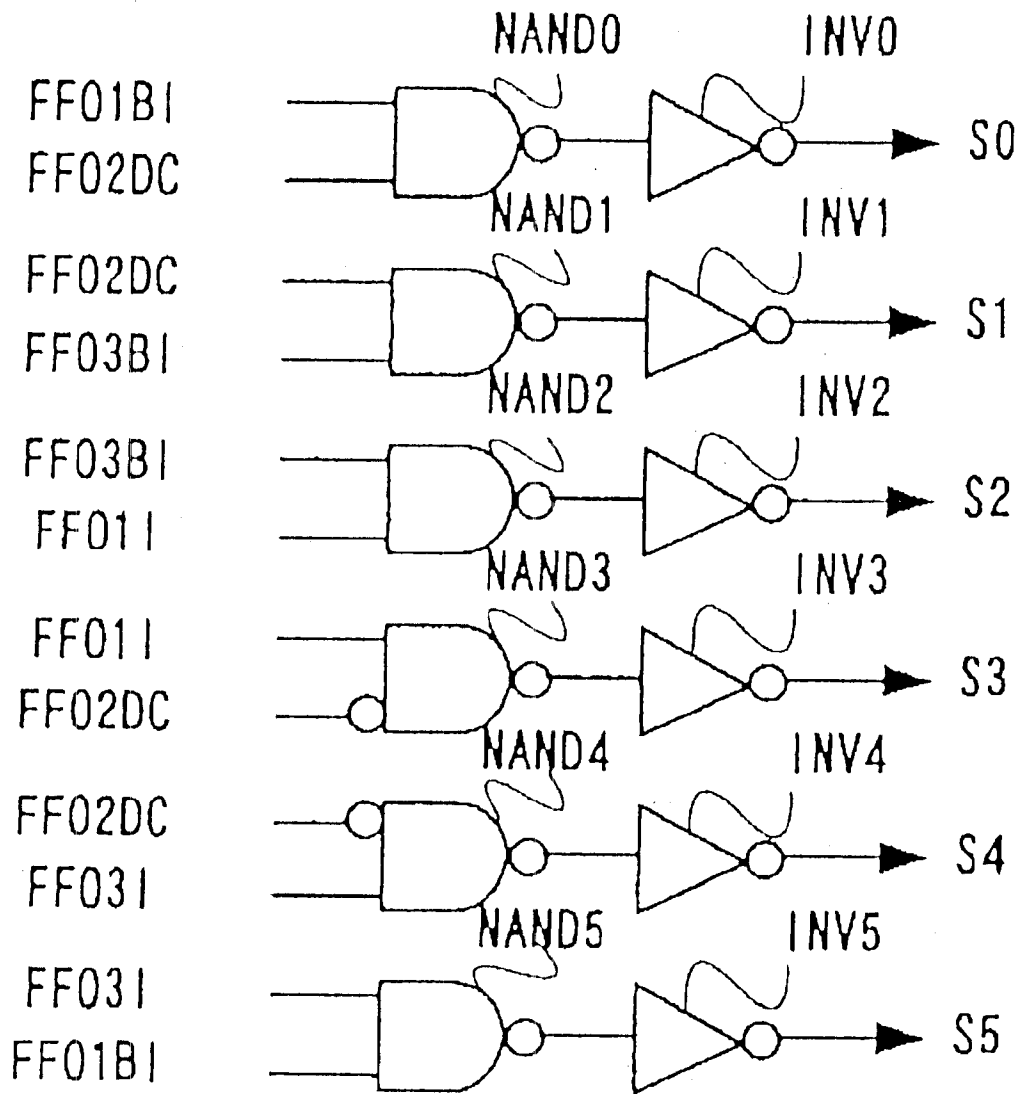 NAND0 INV0
FF01BI
S0
FF02DC
NAND1 INV1
FF02DC
S1
FF03BI
NAND2 INV2
FF03BI
S2
FF01I
NAND3 INV3
FF01I
S3
FF02DC
NAND4 INV4
FF02DC
S4
FF03I
NAND5 INV5
FF03I
S5
FF01BI